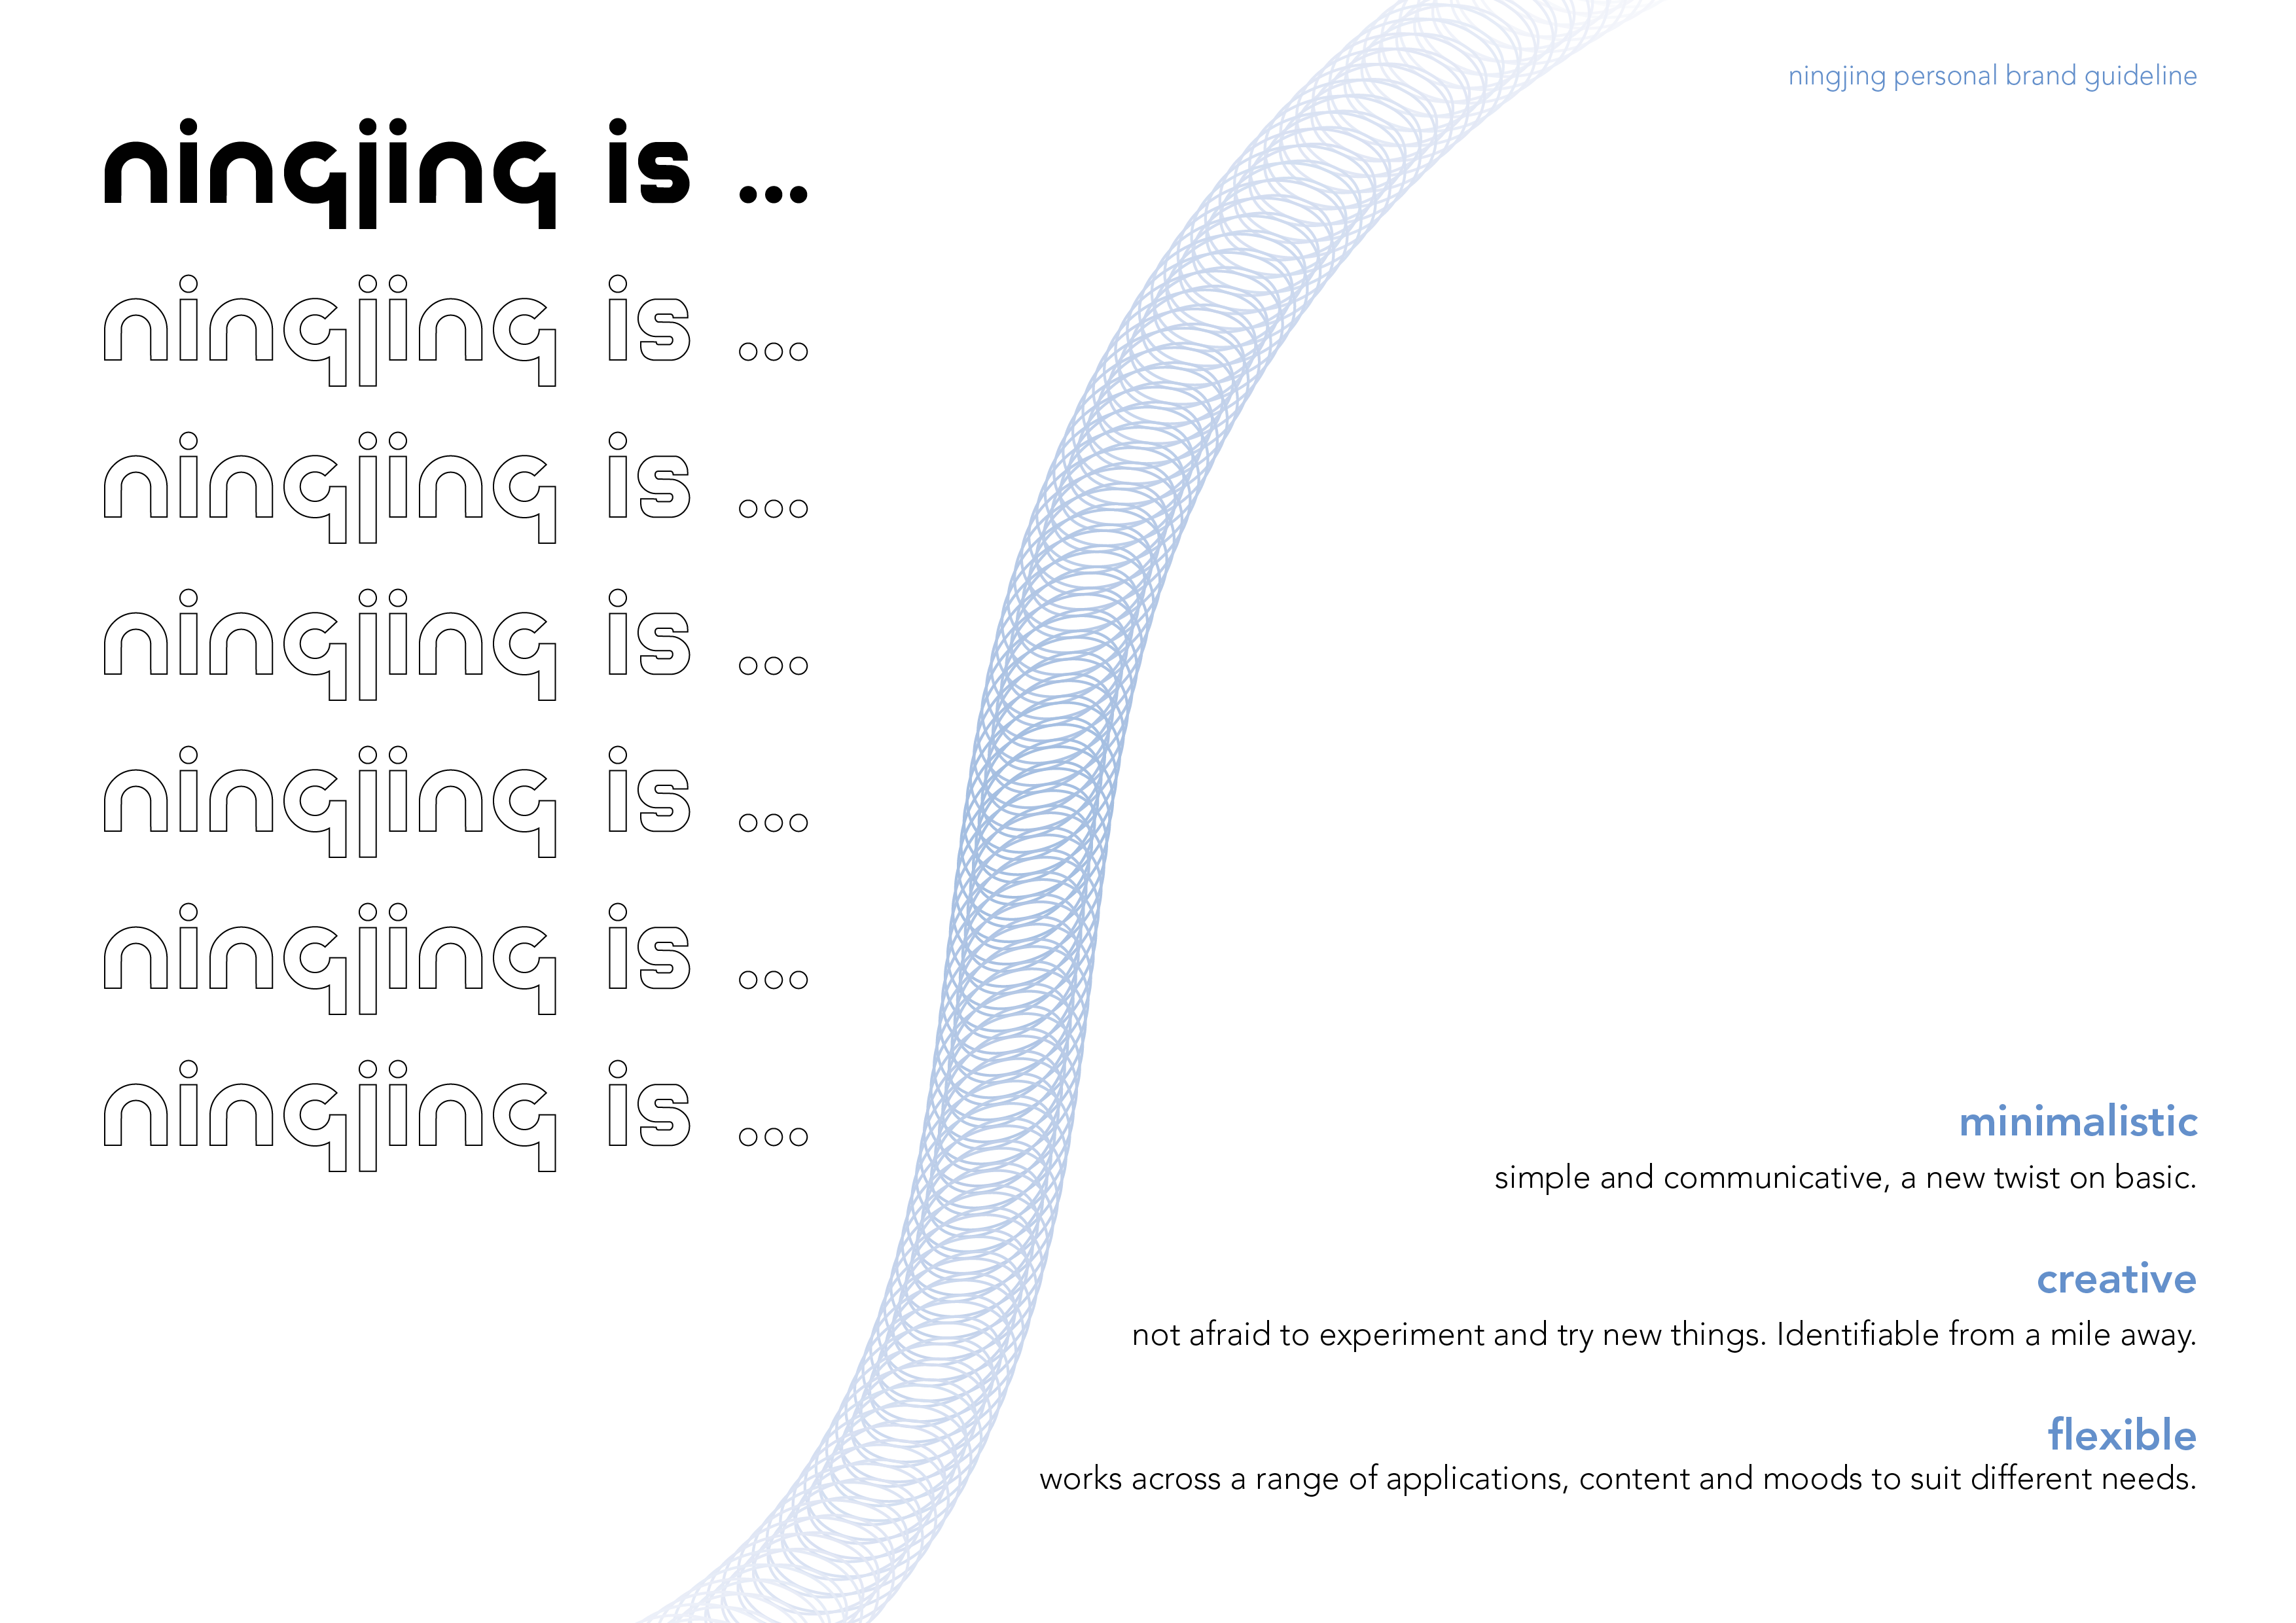 ningjing personal brand guideline
ningjing is ...
ningjing is ...
ningjing is ...
ningjing is ...
ningjing is ...
ningjing is ...
ningjing is ...
minimalistic
simple and communicative, a new twist on basic.
creative
not afraid to experiment and try new things. Identifiable from a mile away.
flexible
works across a range of applications, content and moods to suit different needs.